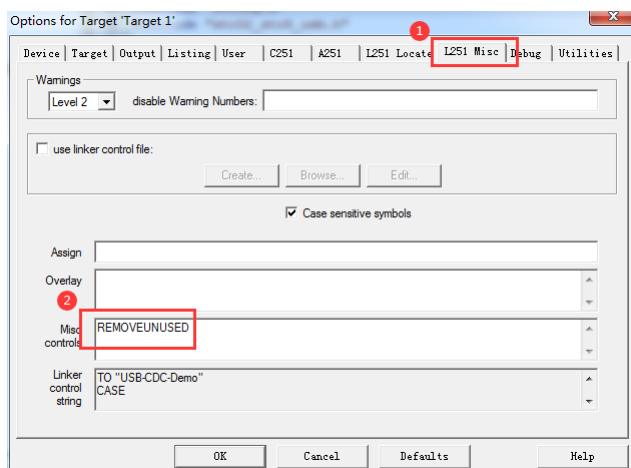 Options for Target 'Target 1'
1
Device Target Output Listing User C251 A251 L251 Locate L251 Misc Debug Utilities
Warnings
Level 2 disable Warning Numbers:
use linker control file:
Create... Browse... Edit...
Case sensitive symbols
Assign
Overlay
2
Misc controls REMOVEUNUSED
Linker control string TO "USB-CDC-Demo"
CASE
OK Cancel Defaults Help